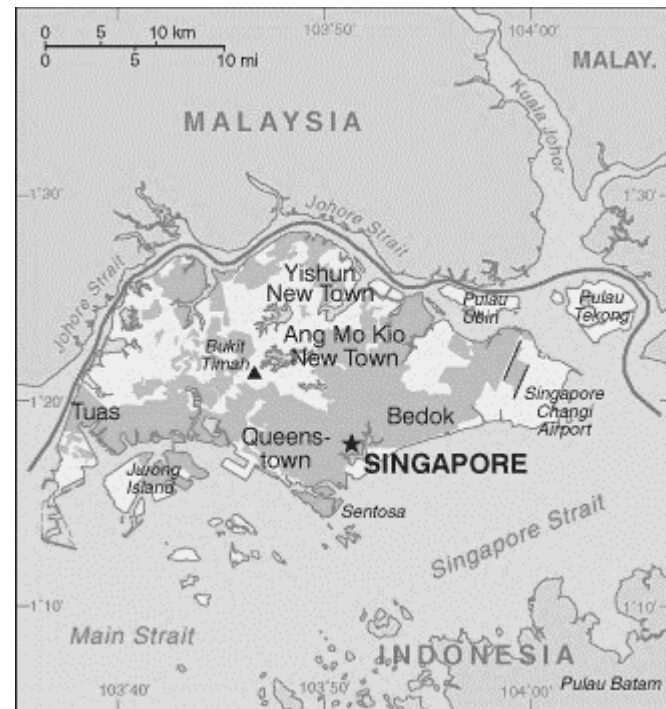 103°50'
104°00'
0 5 10 km
0 5 10 mi
MALAY.
MALAYSIA
Kuala Johor
1°30'
1°30'
Johore Strait
Johore Strait
Yishun
New Town
Pulau
Ubin
Pulau
Tekong
Ang Mo Kio
New Town
Bukit
Timah
1°20'
1°20'
Tuas
Bedok
Singapore
Changi
Airport
Queens-
town
SINGAPORE
Jurong
Island
Sentosa
Singapore Strait
1°10'
1°10'
Main Strait
INDONESIA
Pulau Batam
103°40'
103°50'
104°00'